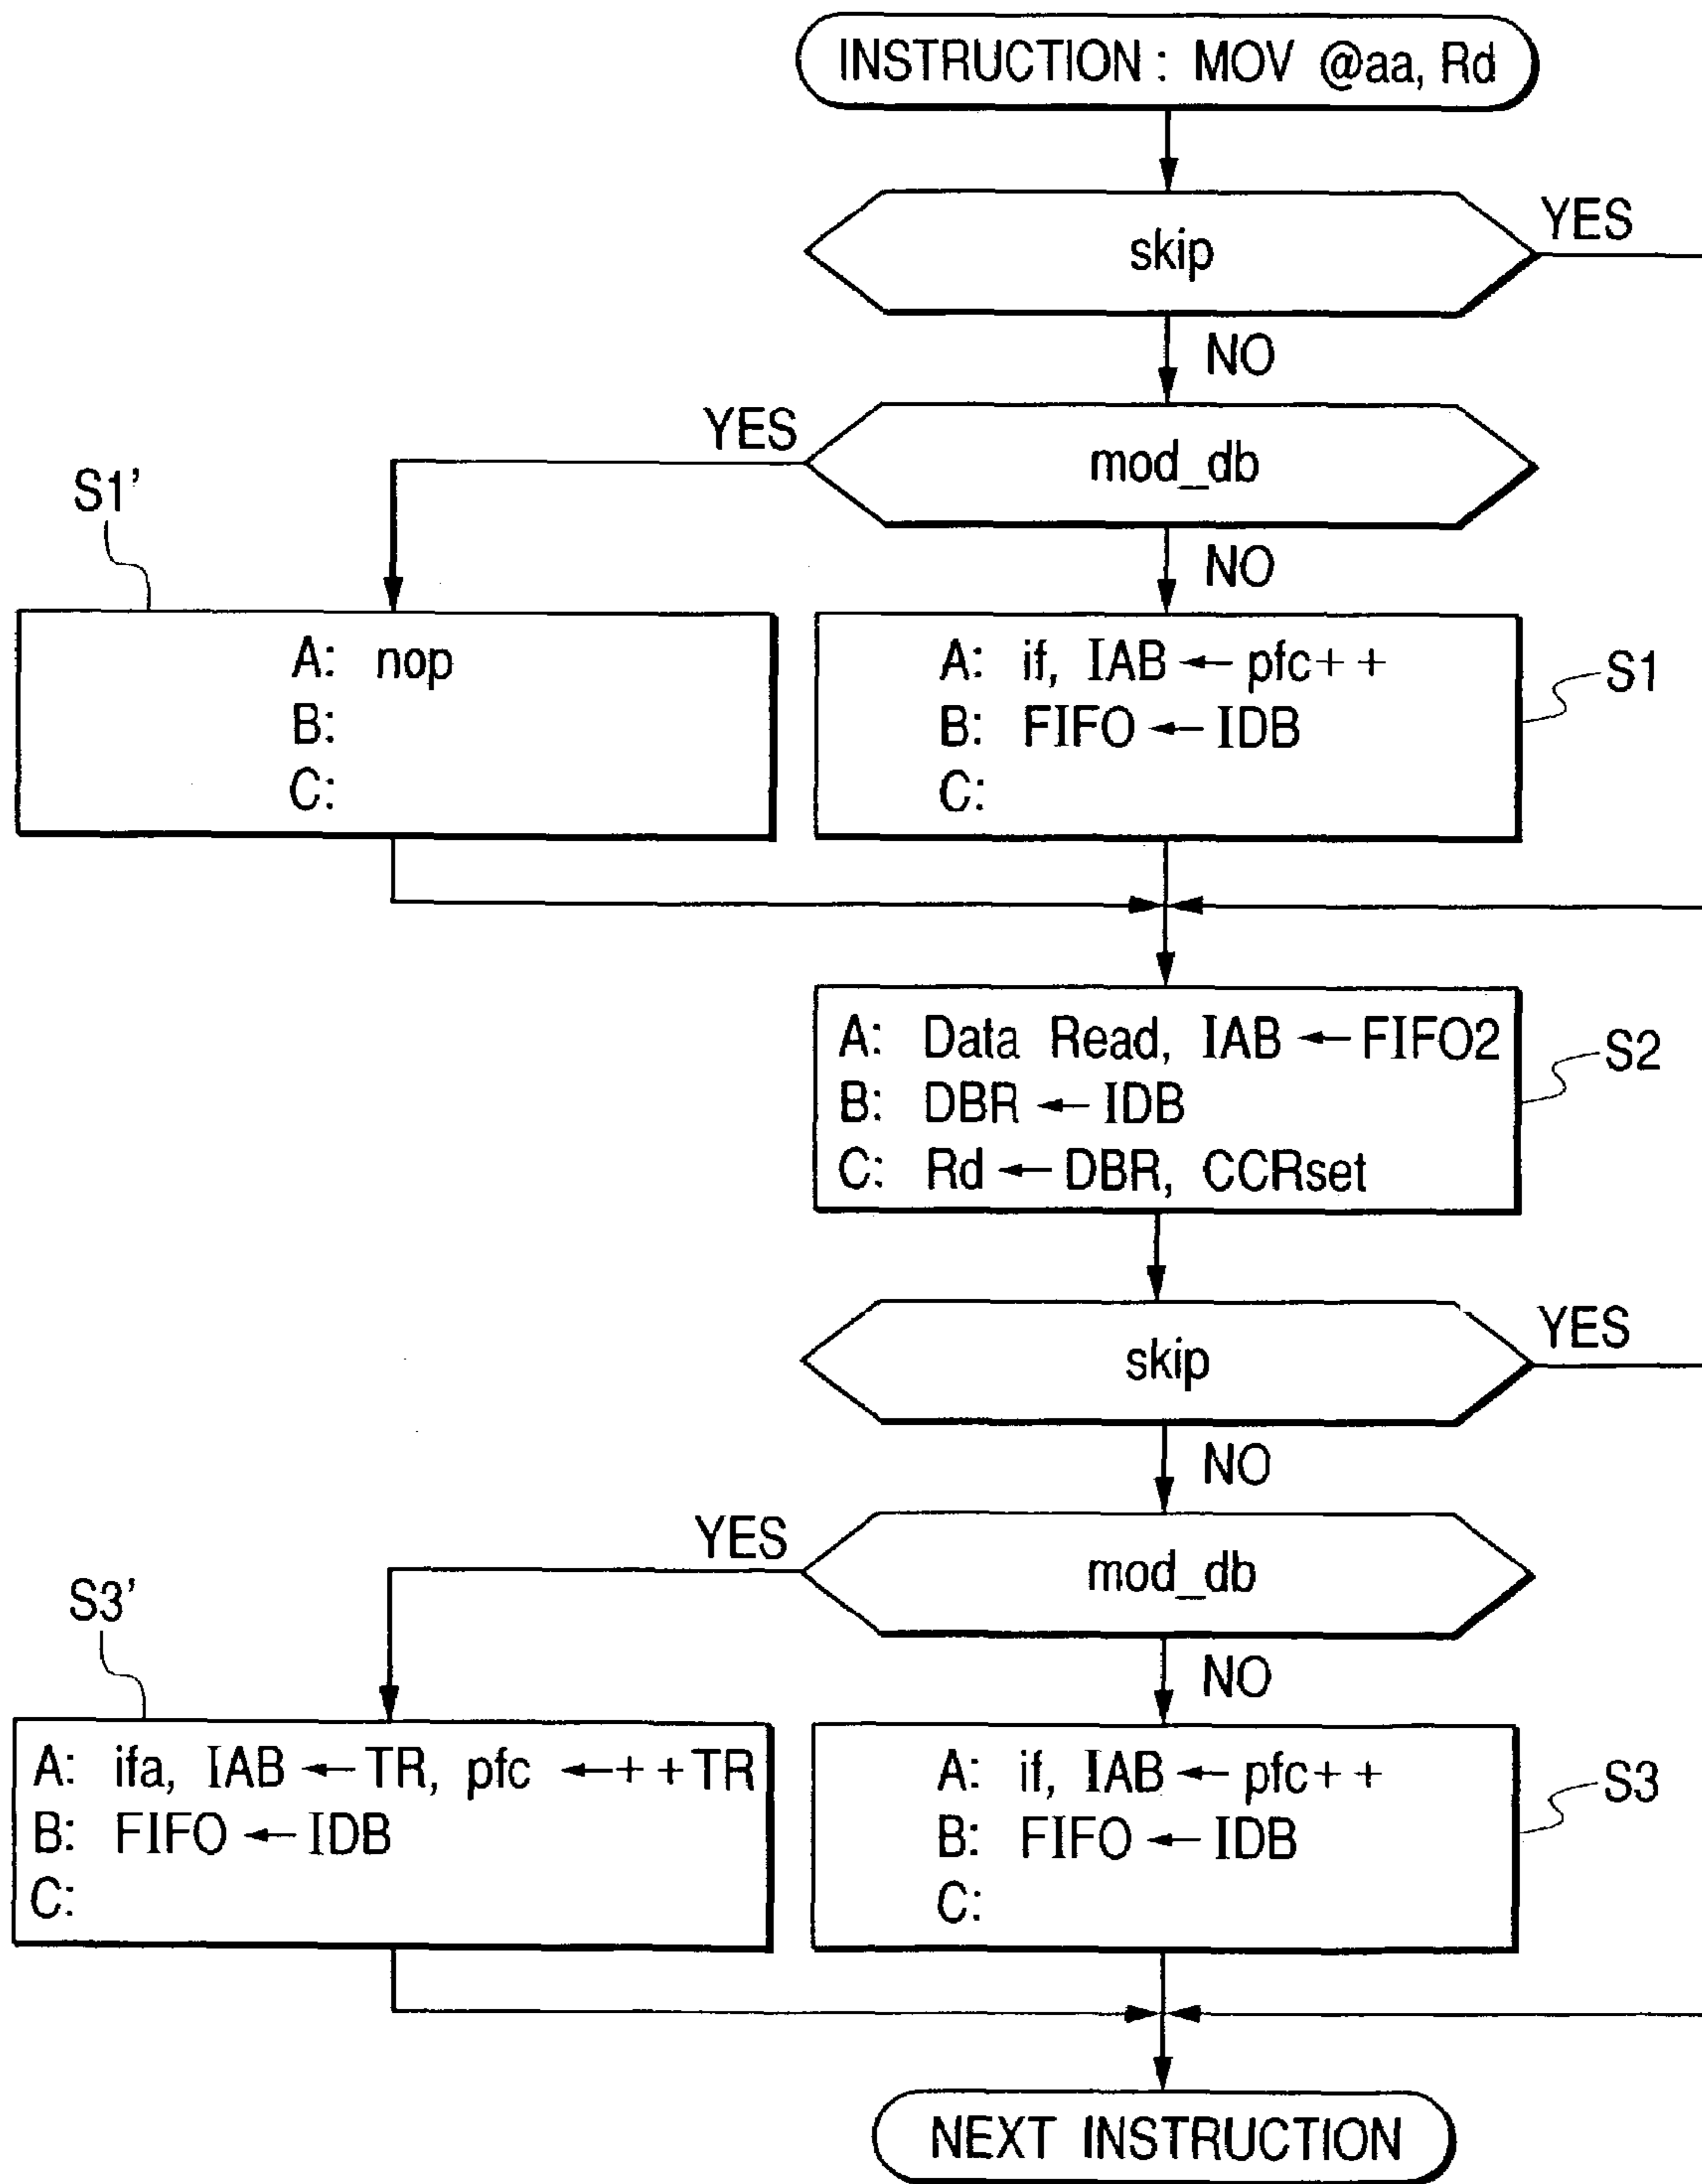 INSTRUCTION : MOV @aa, Rd
skip
YES
NO
mod_db
YES
NO
S1'
A: nop
B:
C:
A: if, IAB ← pfc++
B: FIFO ← IDB
C:
S1
A: Data Read, IAB ← FIFO2
B: DBR ← IDB
C: Rd ← DBR, CCRset
S2
skip
YES
NO
mod_db
YES
NO
S3'
A: ifa, IAB ← TR, pfc ← ++TR
B: FIFO ← IDB
C:
A: if, IAB ← pfc++
B: FIFO ← IDB
C:
S3
NEXT INSTRUCTION